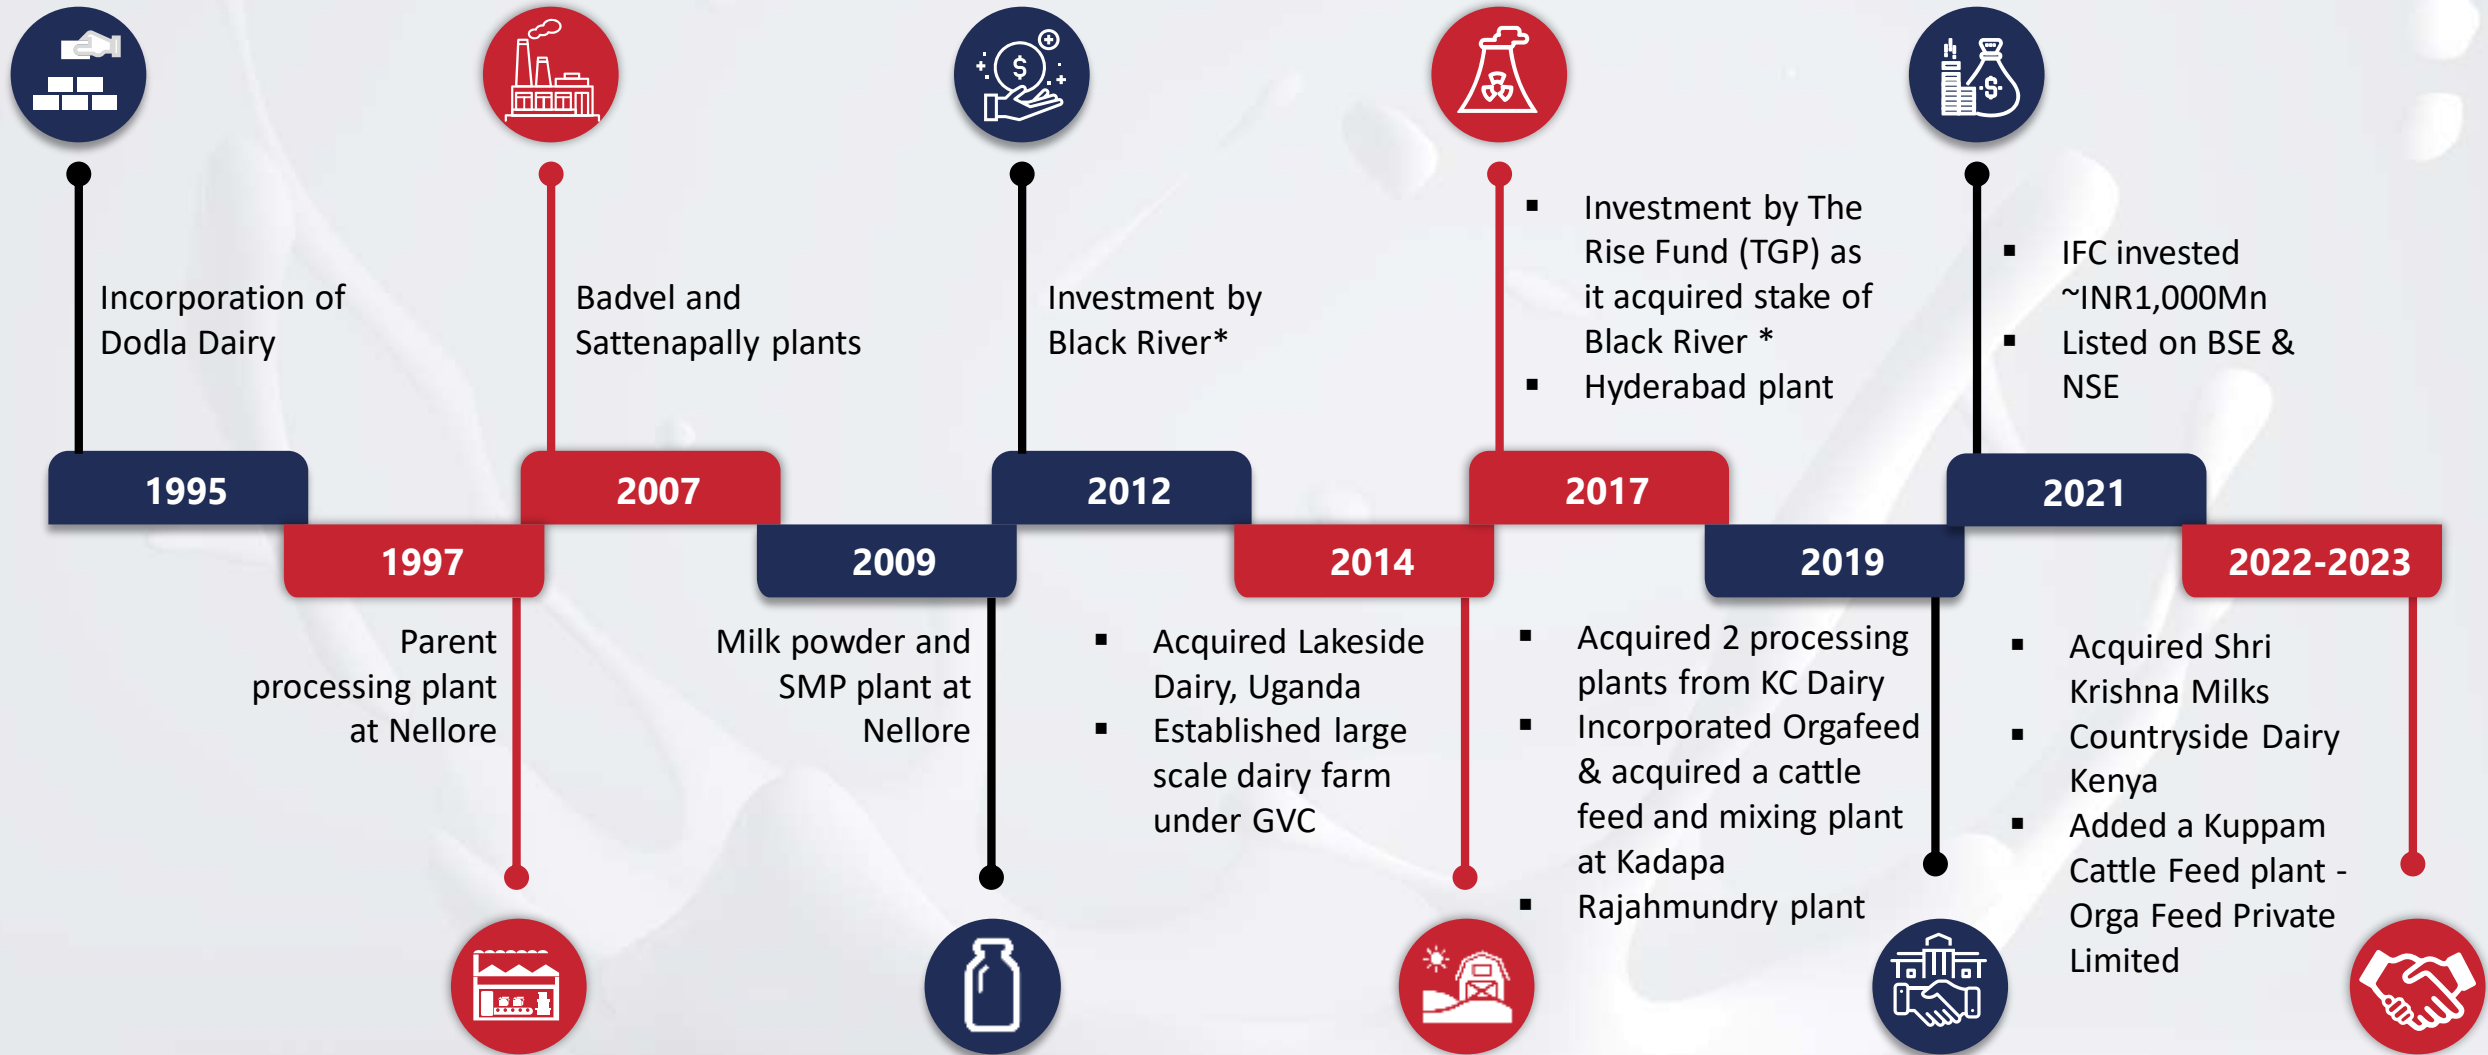 Incorporation of
Dodla Dairy
Badvel and
Sattenapally plants
Investment by
Black River*
▪ Investment by The
Rise Fund (TGP) as
it acquired stake of
Black River *
▪ Hyderabad plant
▪ IFC invested
~INR1,000Mn
▪ Listed on BSE &
NSE
1995
2007
2012
2017
2021
1997
2009
2014
2019
2022-2023
Parent
processing plant
at Nellore
Milk powder and
SMP plant at
Nellore
▪ Acquired Lakeside
Dairy, Uganda
▪ Established large
scale dairy farm
under GVC
▪ Acquired 2 processing
plants from KC Dairy
▪ Incorporated Orgafeed
& acquired a cattle
feed and mixing plant
at Kadapa
▪ Rajahmundry plant
▪ Acquired Shri
Krishna Milks
▪ Countryside Dairy
Kenya
▪ Added a Kuppam
Cattle Feed plant -
Orga Feed Private
Limited